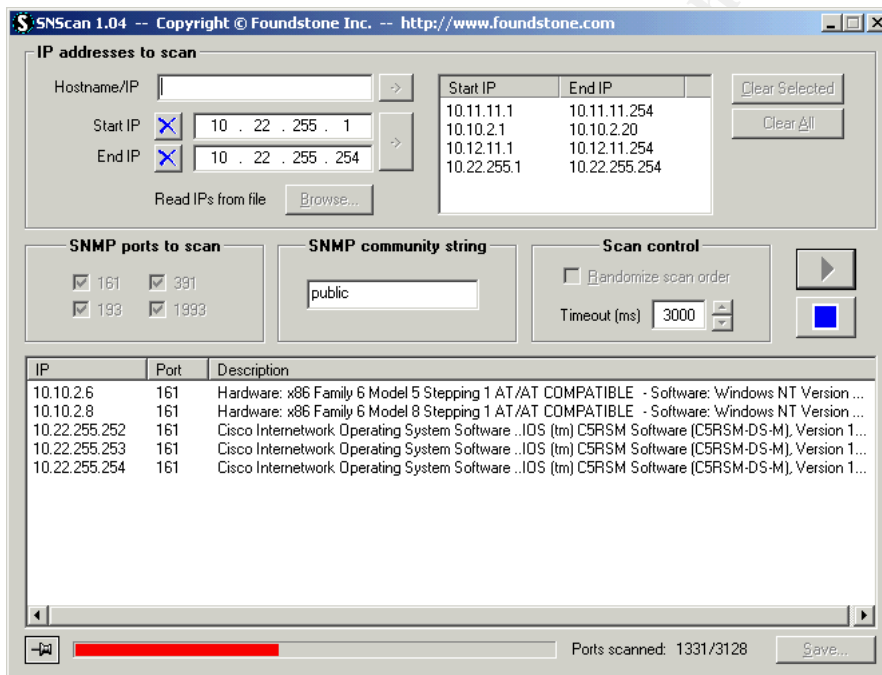 SNScan 1.04 -- Copyright © Foundstone Inc. -- http://www.foundstone.com
IP addresses to scan
Hostname/IP
->
Start IP 10 . 22 . 255 . 1
End IP 10 . 22 . 255 . 254
->
Read IPs from file Browse...
Start IP End IP
10.11.11.1 10.11.11.254
10.10.2.1 10.10.2.20
10.12.11.1 10.12.11.254
10.22.255.1 10.22.255.254
Clear Selected
Clear All
SNMP ports to scan
161 391
193 1993
SNMP community string
public
Scan control
Randomize scan order
Timeout (ms) 3000
IP Port Description
10.10.2.6 161 Hardware: x86 Family 6 Model 5 Stepping 1 AT/AT COMPATIBLE - Software: Windows NT Version ...
10.10.2.8 161 Hardware: x86 Family 6 Model 8 Stepping 1 AT/AT COMPATIBLE - Software: Windows NT Version ...
10.22.255.252 161 Cisco Internetwork Operating System Software ..IOS (tm) C5RSM Software (C5RSM-DS-M), Version 1...
10.22.255.253 161 Cisco Internetwork Operating System Software ..IOS (tm) C5RSM Software (C5RSM-DS-M), Version 1...
10.22.255.254 161 Cisco Internetwork Operating System Software ..IOS (tm) C5RSM Software (C5RSM-DS-M), Version 1...
Ports scanned: 1331/3128
Save...